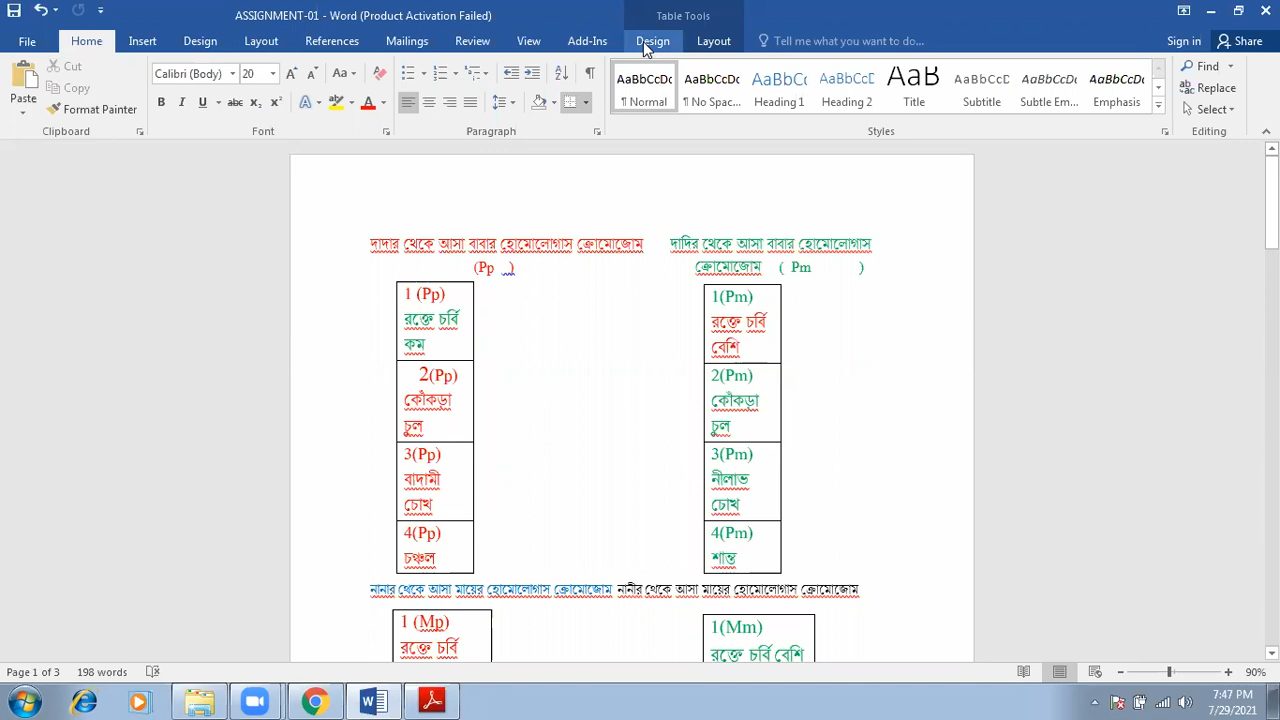 ASSIGNMENT-01 - Word (Product Activation Failed)
Table Tools
File Home Insert Design Layout References Mailings Review View Add-Ins Design Layout Tell me what you want to do... Sign in Share
Paste
Cut
Copy
Format Painter
Calibri (Body) 20
AaBbCcDc AaBbCcDc AaBbCc AaBbCcD AaB AaBbCcD AaBbCcD AaBbCcD
¶ Normal ¶ No Spac... Heading 1 Heading 2 Title Subtitle Subtle Em... Emphasis
Find
Replace
Select
Clipboard Font Paragraph Styles Editing
দাদার থেকে আসা বাবার হোমোলোগাস ক্রোমোজোম
(Pp )
দাদির থেকে আসা বাবার হোমোলোগাস
ক্রোমোজোম ( Pm )
1 (Pp)
রক্তে চর্বি
কম
2(Pp)
কোঁকড়া
চুল
3(Pp)
বাদামী
চোখ
4(Pp)
চঞ্চল
1(Pm)
রক্তে চর্বি
বেশি
2(Pm)
কোঁকড়া
চুল
3(Pm)
নীলাভ
চোখ
4(Pm)
শান্ত
নানার থেকে আসা মায়ের হোমোলোগাস ক্রোমোজোম নানীর থেকে আসা মায়ের হোমোলোগাস ক্রোমোজোম
1 (Mp)
রক্তে চর্বি
1(Mm)
রক্তে চর্বি বেশি
Page 1 of 3 198 words 90%
7:47 PM
7/29/2021